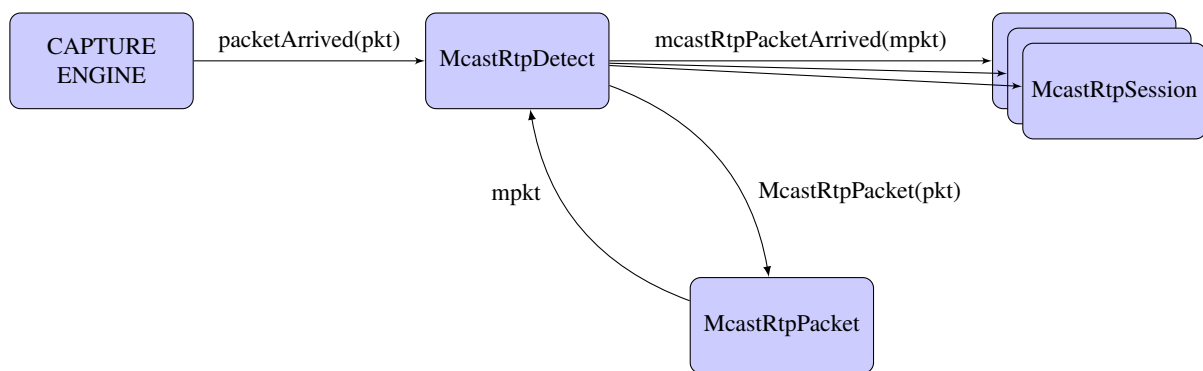 CAPTURE
ENGINE
packetArrived(pkt)
McastRtpDetect
mcastRtpPacketArrived(mpkt)
McastRtpSession
mpkt
McastRtpPacket(pkt)
McastRtpPacket